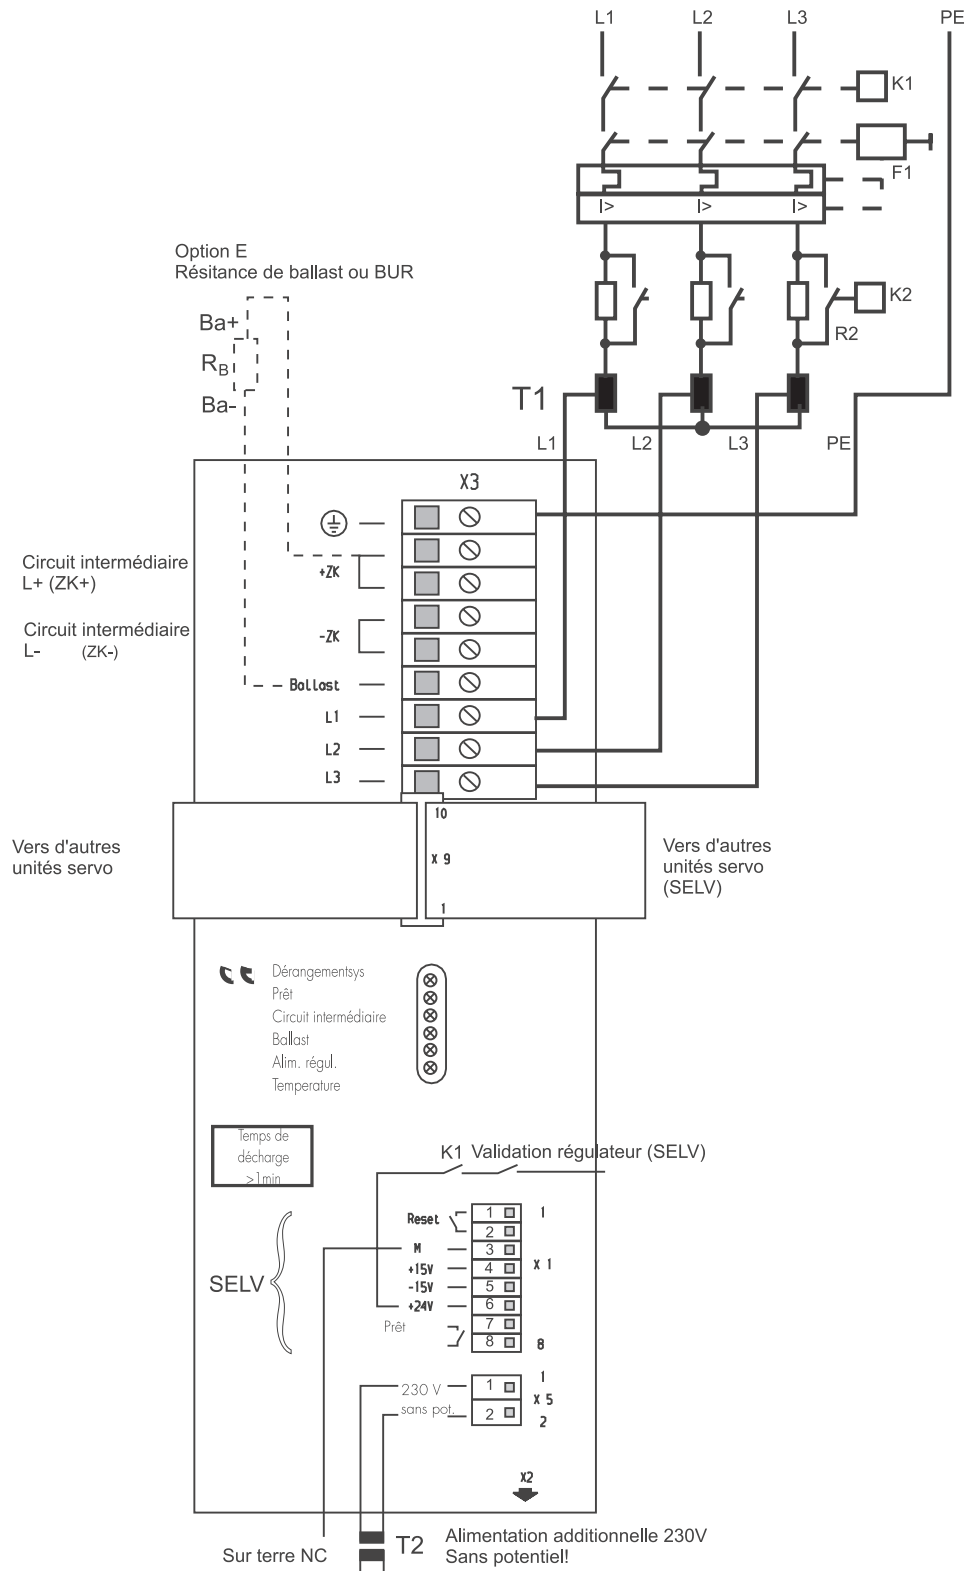 L1
L2
L3
PE
K1
F1
I>
I>
I>
Option E
Résitance de ballast ou BUR
K2
Ba+
R2
RB
T1
Ba-
L1
L2
L3
PE
X3
Circuit intermédiaire
L+ (ZK+)
+ZK
Circuit intermédiaire
L- (ZK-)
-ZK
Ballast
L1
L2
L3
10
Vers d'autres
unités servo
X 9
Vers d'autres
unités servo
(SELV)
1
Dérangementsys
Prêt
Circuit intermédiaire
Ballast
Alim. régul.
Temperature
Temps de
décharge
>1min
K1 Validation régulateur (SELV)
Reset
1
1
2
M
3
X 1
+15V
4
-15V
5
SELV
+24V
6
Prêt
7
8
8
230 V
1
1
sans pot.
X 5
2
2
X2
T2
Alimentation additionnelle 230V
Sans potentiel!
Sur terre NC